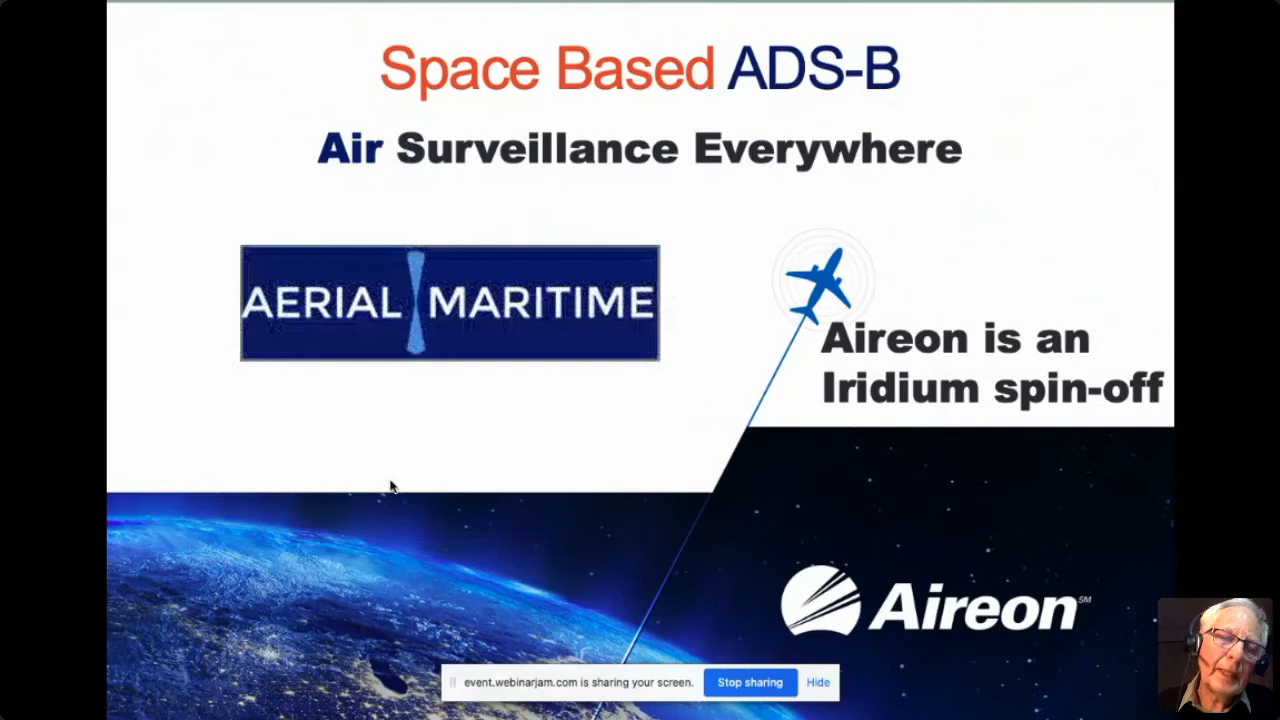 Space Based ADS-B
Air Surveillance Everywhere
AERIAL MARITIME
Aireon is an
Iridium spin-off
Aireon SM
event.webinarjam.com is sharing your screen. Stop sharing Hide